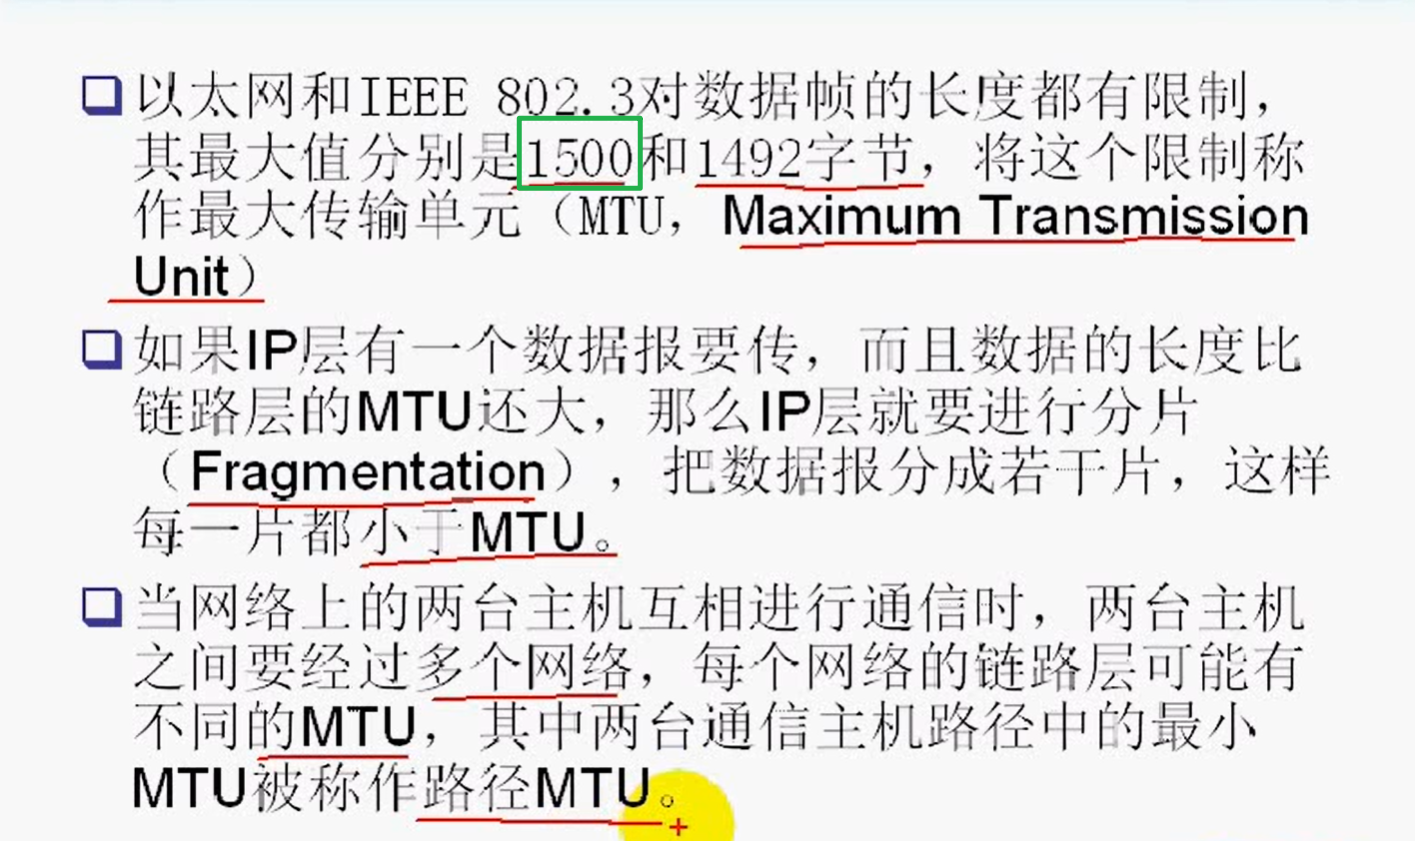 以太网和IEEE 802.3对数据帧的长度都有限制，
其最大值分别是1500和1492字节，将这个限制称
作最大传输单元（MTU，Maximum Transmission
Unit）
如果IP层有一个数据报要传，而且数据的长度比
链路层的MTU还大，那么IP层就要进行分片
（Fragmentation），把数据报分成若干片，这样
每一片都小于MTU。
当网络上的两台主机互相进行通信时，两台主机
之间要经过多个网络，每个网络的链路层可能有
不同的MTU，其中两台通信主机路径中的最小
MTU被称作路径MTU。